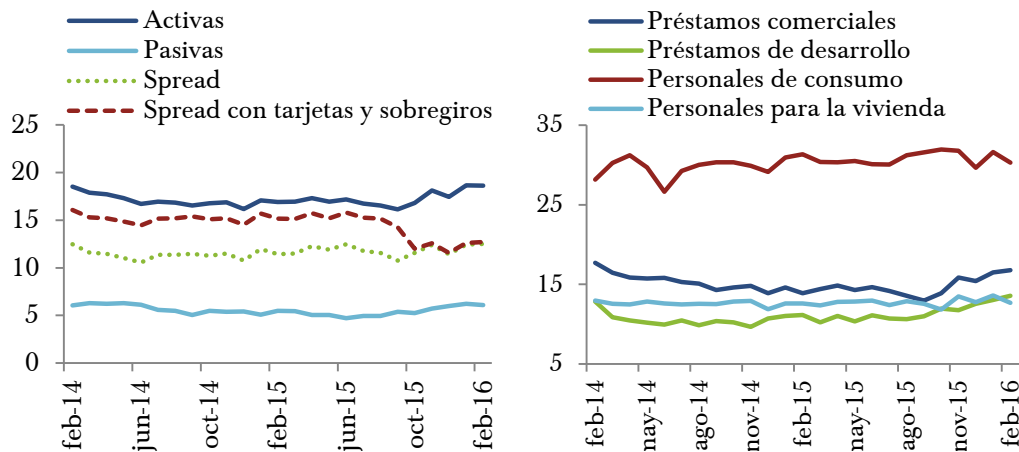 Activas
Pasivas
Spread
Spread con tarjetas y sobregiros
25
20
15
10
5
0
feb-14
jun-14
oct-14
feb-15
jun-15
oct-15
feb-16
Préstamos comerciales
Préstamos de desarrollo
Personales de consumo
Personales para la vivienda
35
25
15
5
feb-14
may-14
ago-14
nov-14
feb-15
may-15
ago-15
nov-15
feb-16